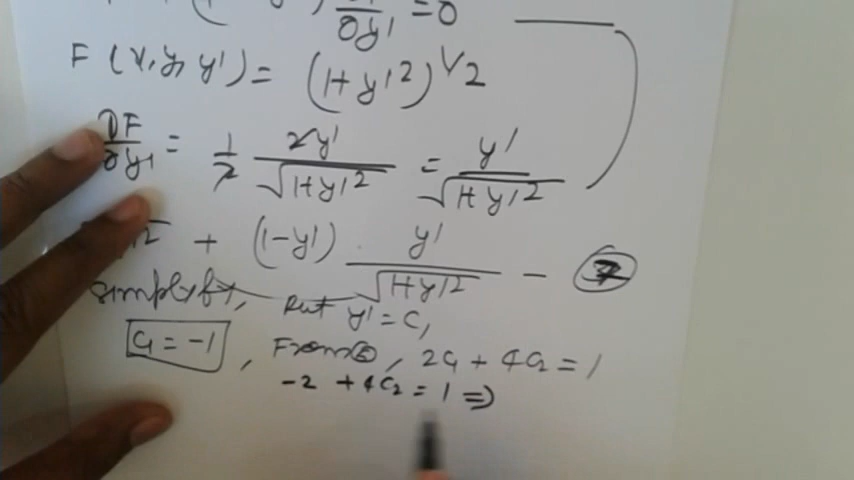 ∂y' = 0
F(x,y,y') = (1+y'2)^1/2
∂F/∂y' = 1/2 2y'/√1+y'2 = y'/√1+y'2
+ (1-y') y'/√1+y'2 - 7
simplify, Put y' = C1
C1 = -1, From, 2C1 + 4C2 = 1
-2 + 4C2 = 1 ⇒